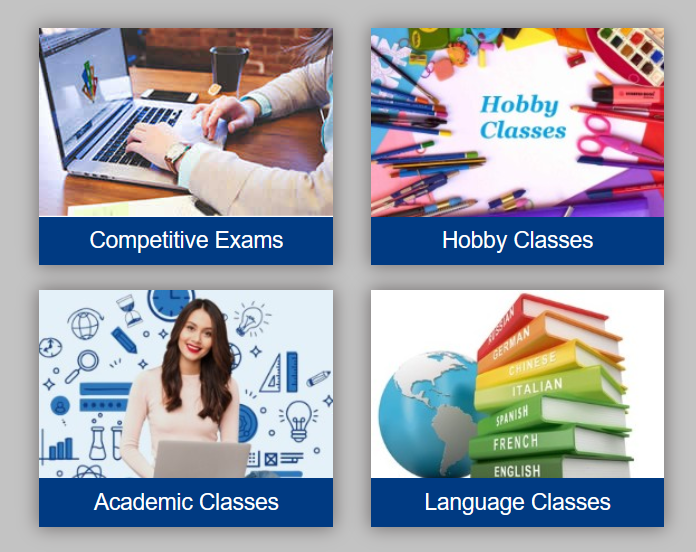 Competitive Exams
Hobby
Classes
Hobby Classes
Academic Classes
RUSSIAN
GERMAN
CHINESE
ITALIAN
SPANISH
FRENCH
ENGLISH
Language Classes